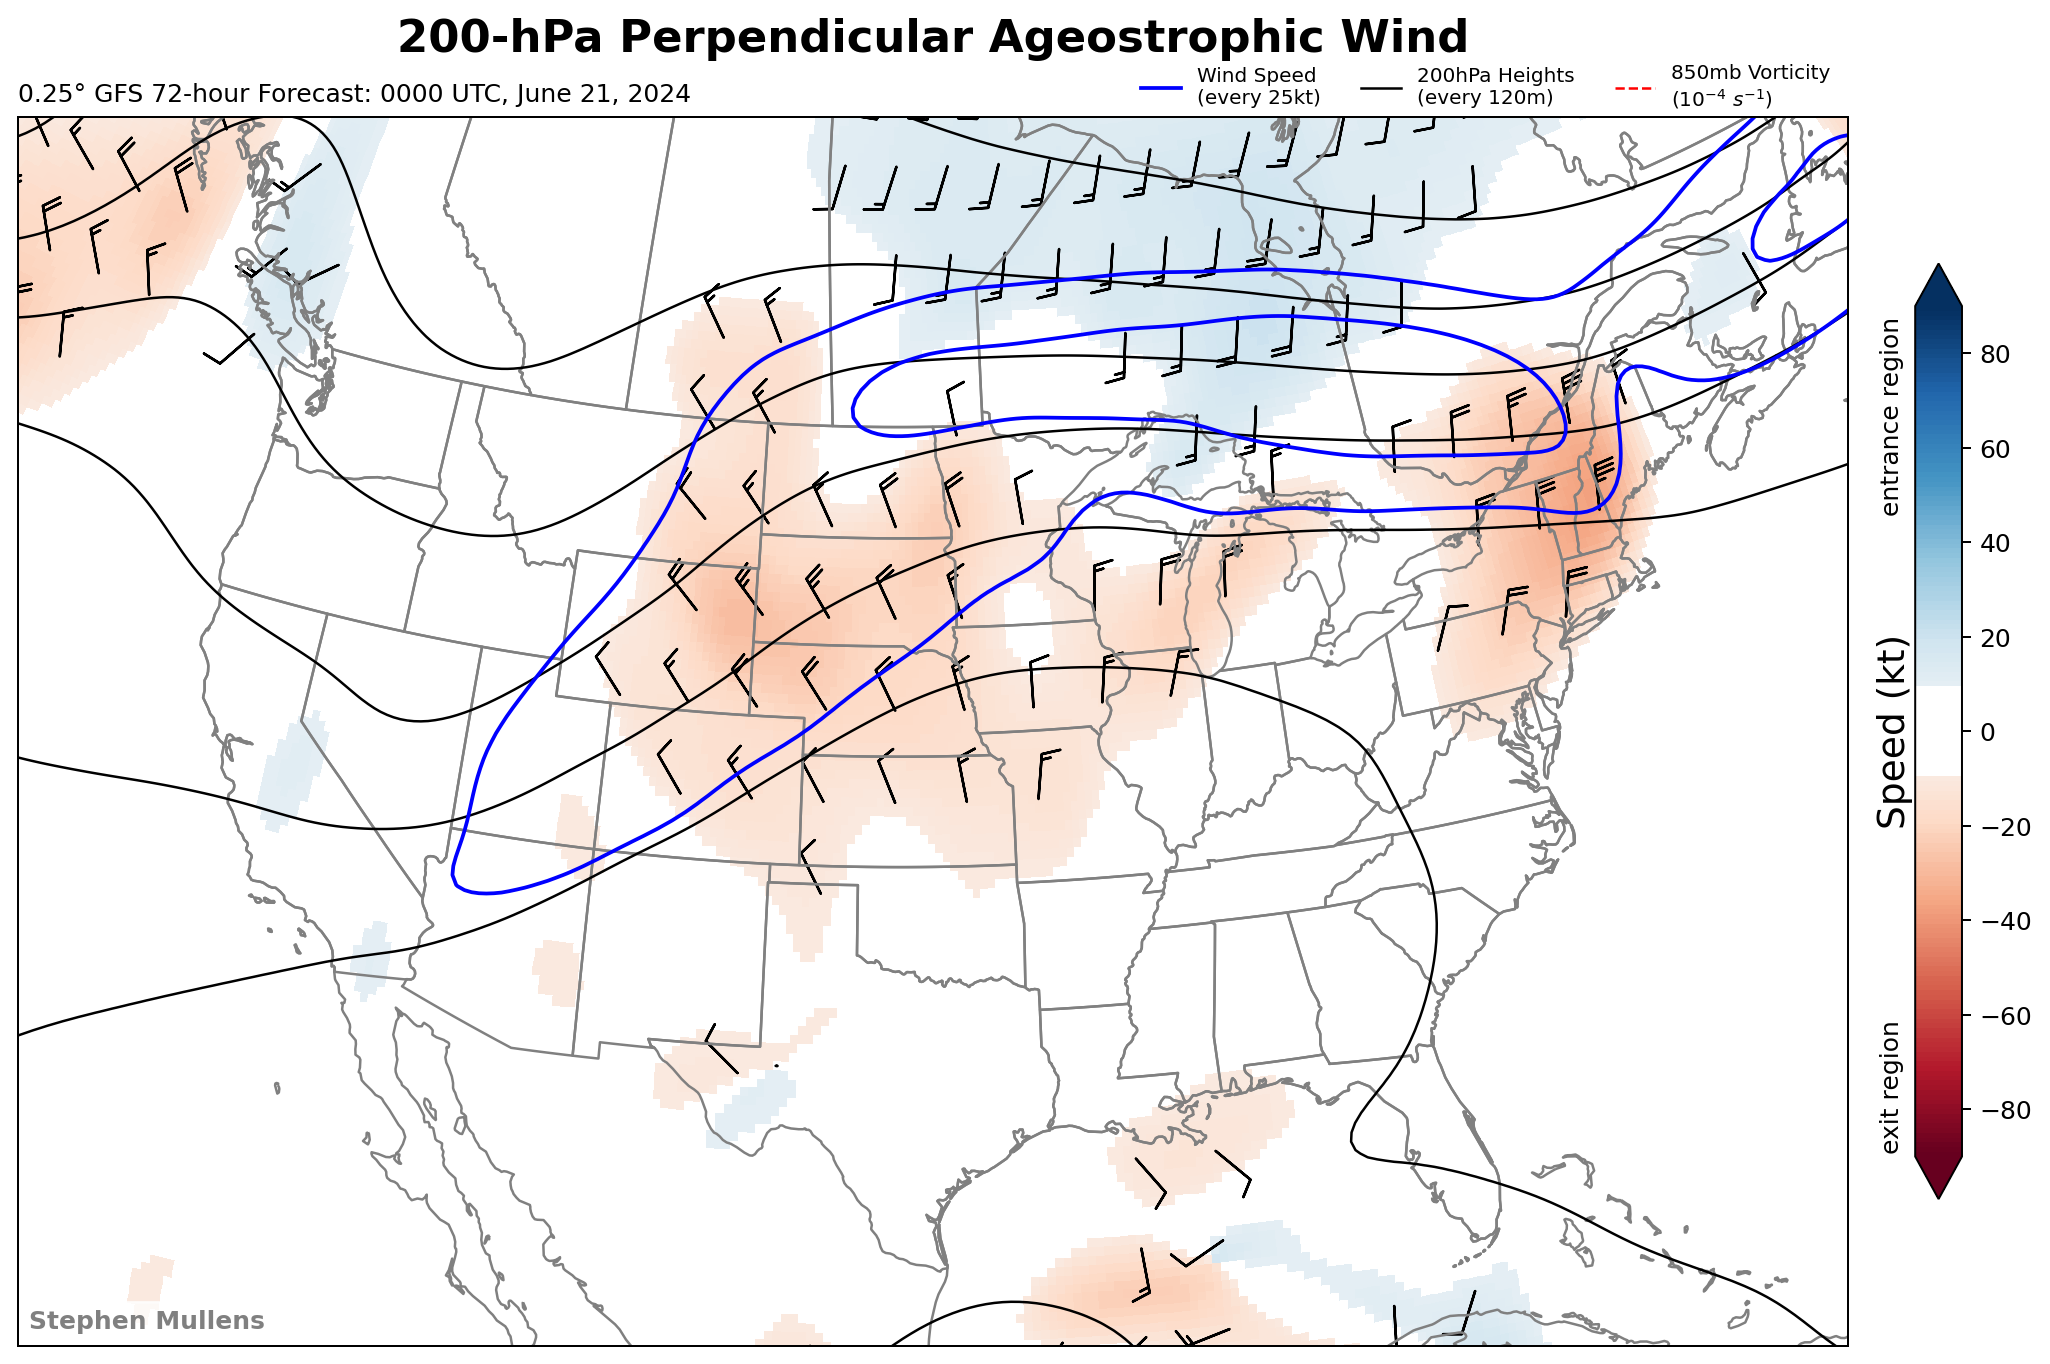 200-hPa Perpendicular Ageostrophic Wind
0.25° GFS 72-hour Forecast: 0000 UTC, June 21, 2024
Wind Speed
(every 25kt)
200hPa Heights
(every 120m)
850mb Vorticity
(10⁻⁴ s⁻¹)
entrance region
Speed (kt)
exit region
80
60
40
20
0
−20
−40
−60
−80
Stephen Mullens